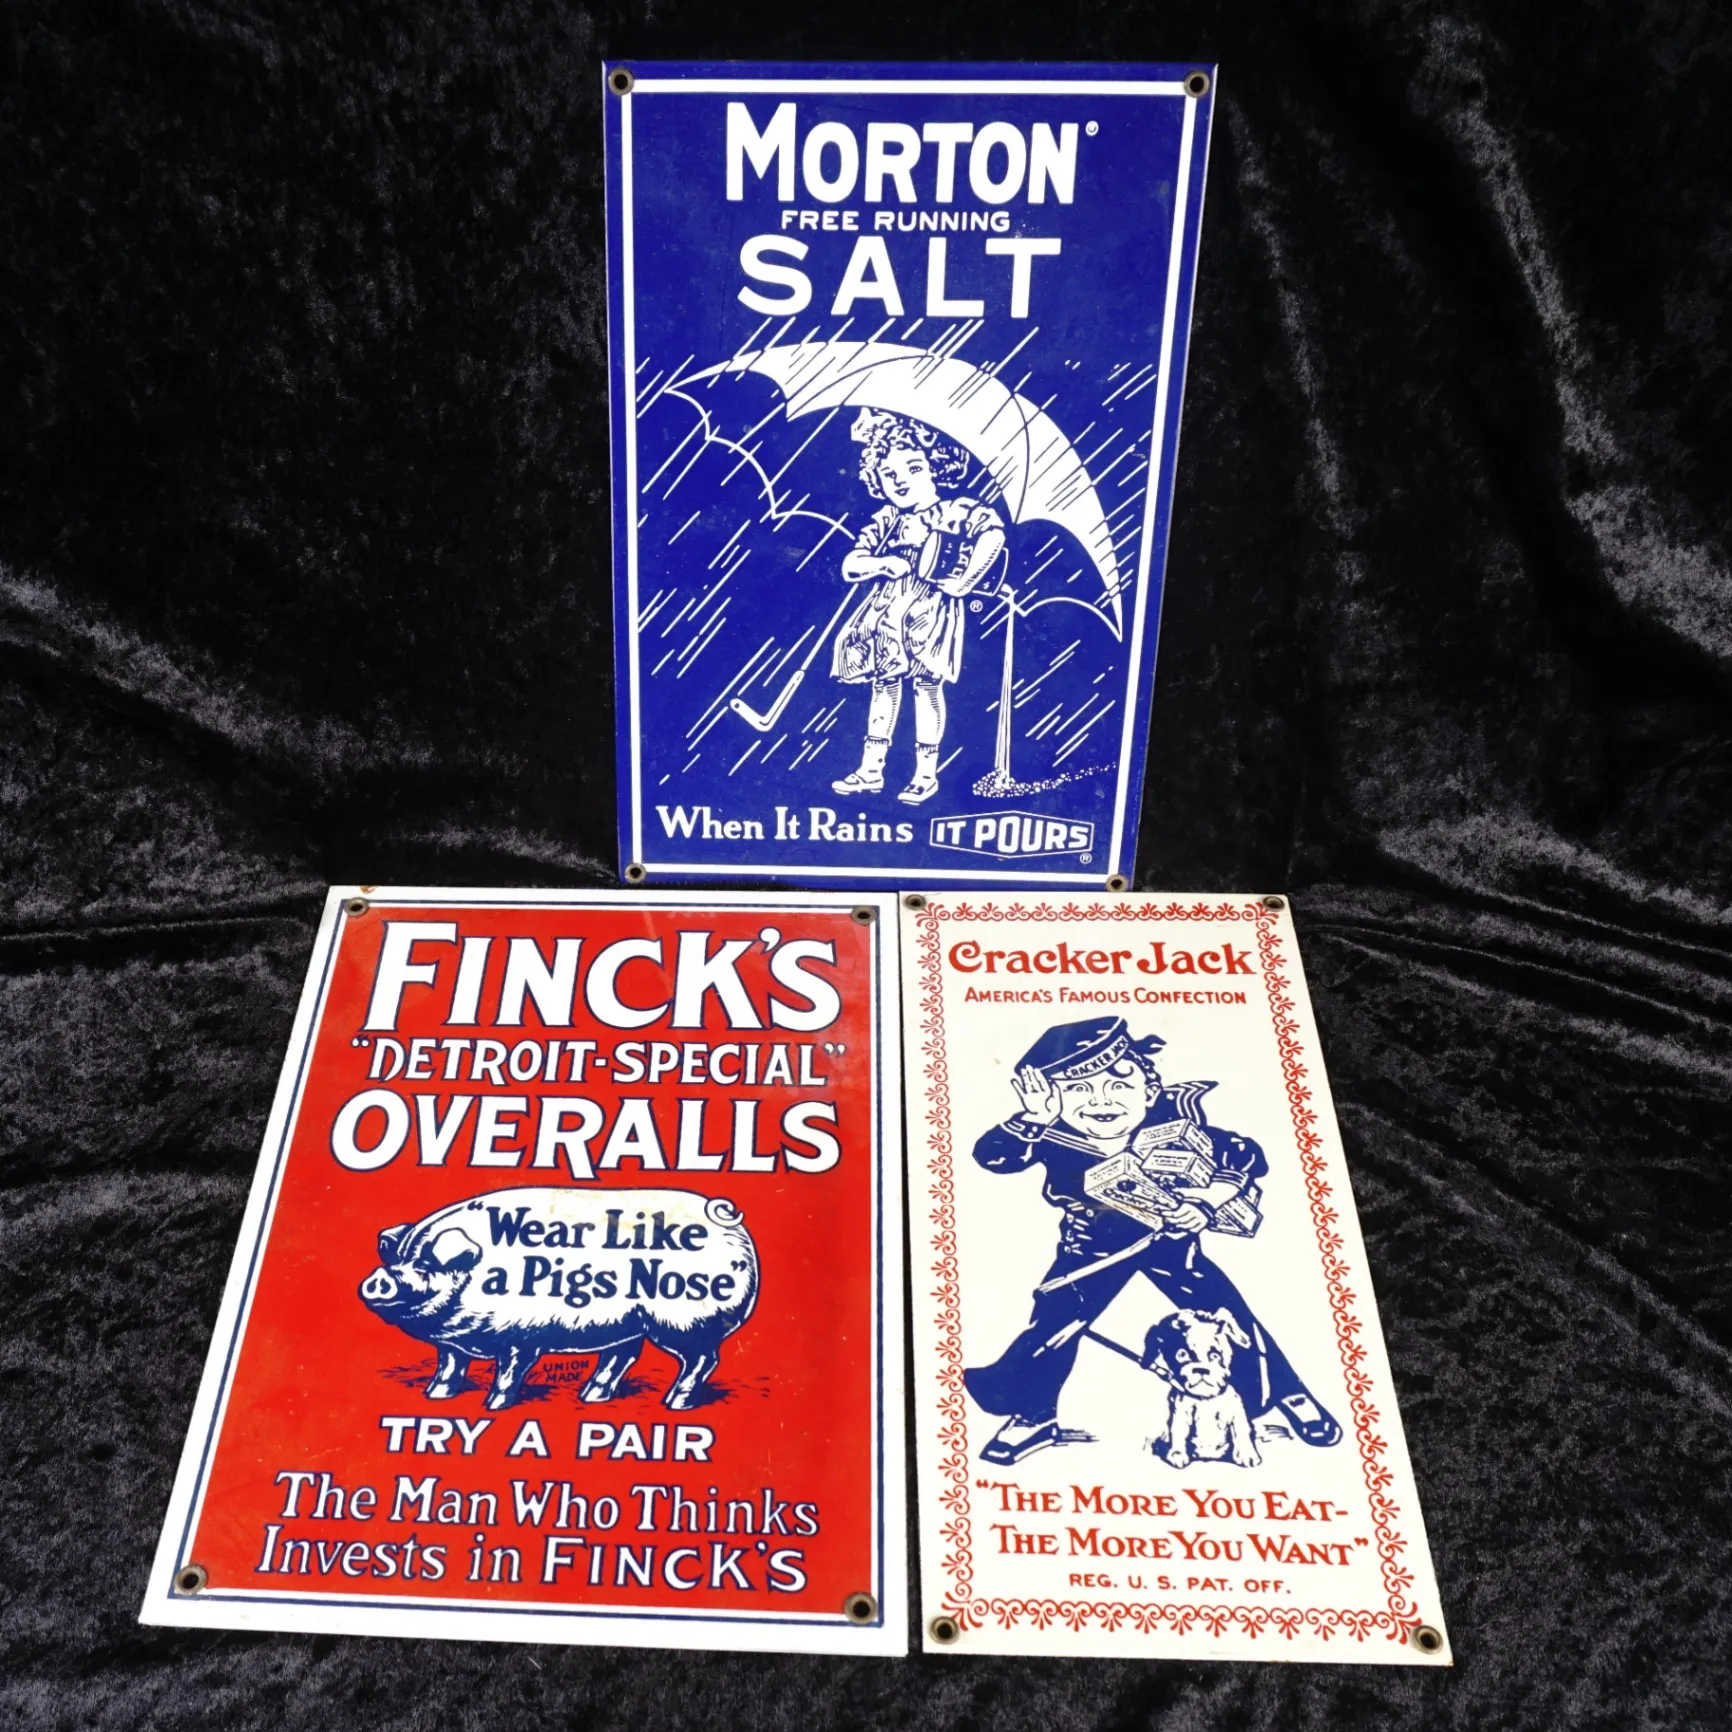 MORTON®
FREE RUNNING
SALT
®
When It Rains IT POURS
®
FINCK'S
"DETROIT-SPECIAL"
OVERALLS
"Wear Like
a Pigs Nose"
UNION
MADE
TRY A PAIR
The Man Who Thinks
Invests in FINCK'S
Cracker Jack
AMERICA'S FAMOUS CONFECTION
CRACKER JACK
"THE MORE YOU EAT-
THE MORE YOU WANT"
REG. U. S. PAT. OFF.